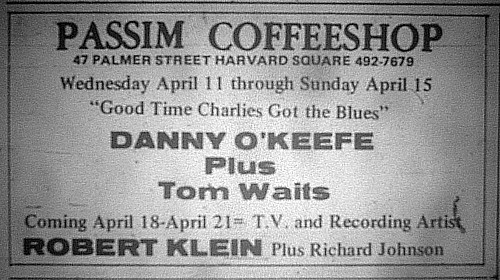 PASSIM COFFEESHOP
47 PALMER STREET HARVARD SQUARE 492-7679
Wednesday April 11 through Sunday April 15
"Good Time Charlies Got the Blues"
DANNY O'KEEFE
Plus
Tom Waits
Coming April 18-April 21= T.V. and Recording Artist
ROBERT KLEIN Plus Richard Johnson